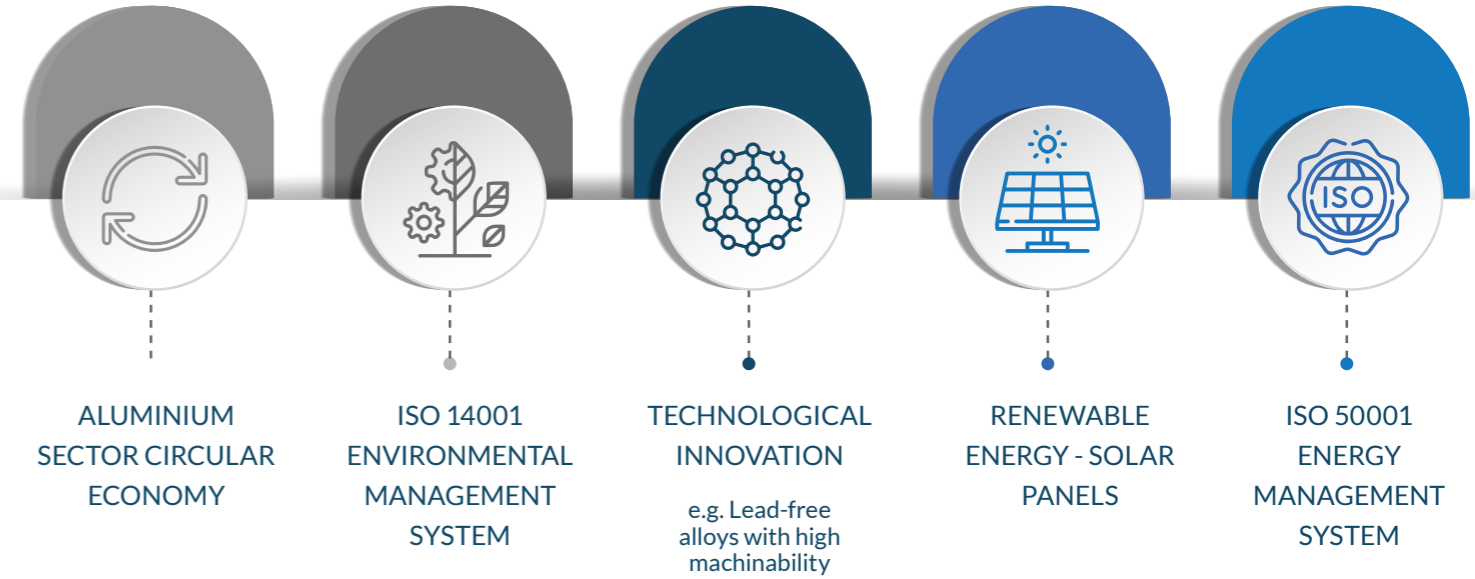 ISO
ALUMINIUM
SECTOR CIRCULAR
ECONOMY
ISO 14001
ENVIRONMENTAL
MANAGEMENT
SYSTEM
TECHNOLOGICAL
INNOVATION
e.g. Lead-free
alloys with high
machinability
RENEWABLE
ENERGY - SOLAR
PANELS
ISO 50001
ENERGY
MANAGEMENT
SYSTEM